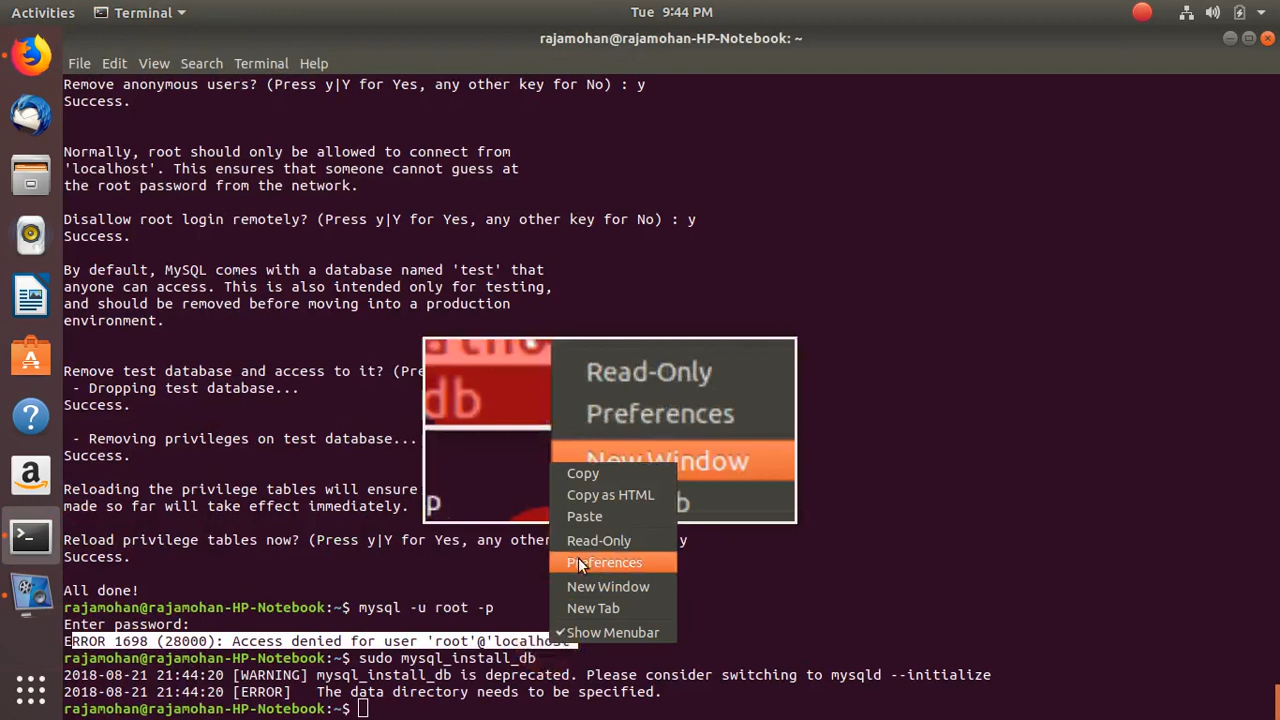 Activities Terminal Tue 9:44 PM
rajamohan@rajamohan-HP-Notebook: ~
File Edit View Search Terminal Help
Remove anonymous users? (Press y|Y for Yes, any other key for No) : y
Success.
Normally, root should only be allowed to connect from
'localhost'. This ensures that someone cannot guess at
the root password from the network.
Disallow root login remotely? (Press y|Y for Yes, any other key for No) : y
Success.
By default, MySQL comes with a database named 'test' that
anyone can access. This is also intended only for testing,
and should be removed before moving into a production
environment.
Remove test database and access to it? (Pre
- Dropping test database...
Success.
- Removing privileges on test database...
Success.
Reloading the privilege tables will ensure
made so far will take effect immediately.
Reload privilege tables now? (Press y|Y for Yes, any other y
Success.
All done!
rajamohan@rajamohan-HP-Notebook:~$ mysql -u root -p
Enter password:
ERROR 1698 (28000): Access denied for user 'root'@'localhost
rajamohan@rajamohan-HP-Notebook:~$ sudo mysql_install_db
2018-08-21 21:44:20 [WARNING] mysql_install_db is deprecated. Please consider switching to mysqld --initialize
2018-08-21 21:44:20 [ERROR] The data directory needs to be specified.
rajamohan@rajamohan-HP-Notebook:~$
db
p
Read-Only
Preferences
New Window
b
Copy
Copy as HTML
Paste
Read-Only
Preferences
New Window
New Tab
Show Menubar